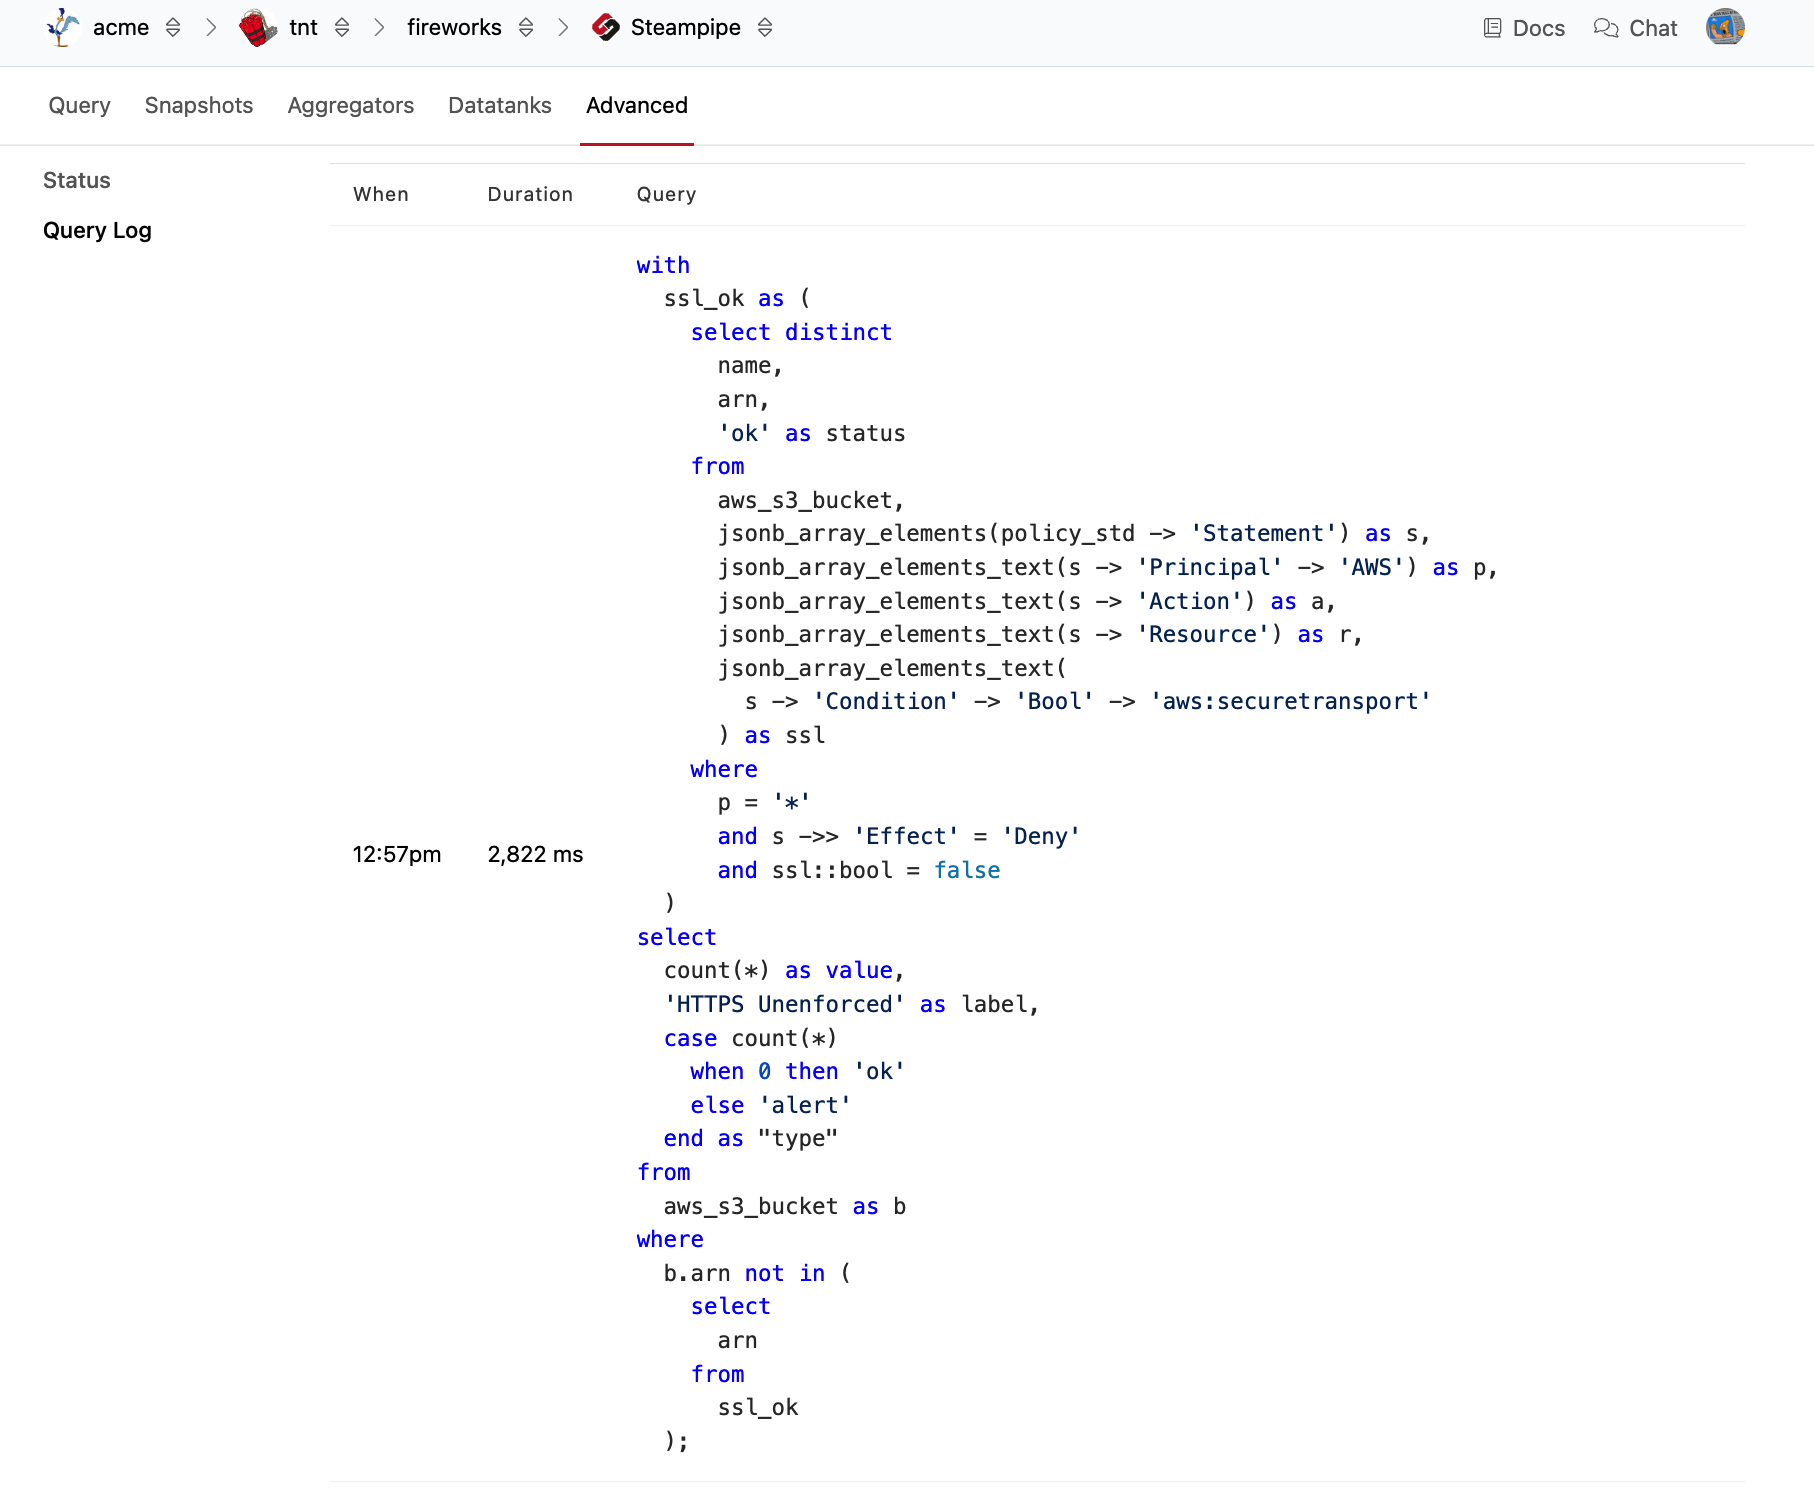 acme tnt fireworks Steampipe Docs Chat
Query Snapshots Aggregators Datatanks Advanced
Status
Query Log
When Duration Query
12:57pm 2,822 ms
with
  ssl_ok as (
    select distinct
      name,
      arn,
      'ok' as status
    from
      aws_s3_bucket,
      jsonb_array_elements(policy_std -> 'Statement') as s,
      jsonb_array_elements_text(s -> 'Principal' -> 'AWS') as p,
      jsonb_array_elements_text(s -> 'Action') as a,
      jsonb_array_elements_text(s -> 'Resource') as r,
      jsonb_array_elements_text(
        s -> 'Condition' -> 'Bool' -> 'aws:securetransport'
      ) as ssl
    where
      p = '*'
      and s ->> 'Effect' = 'Deny'
      and ssl::bool = false
  )
select
  count(*) as value,
  'HTTPS Unenforced' as label,
  case count(*)
    when 0 then 'ok'
    else 'alert'
  end as "type"
from
  aws_s3_bucket as b
where
  b.arn not in (
    select
      arn
    from
      ssl_ok
  );